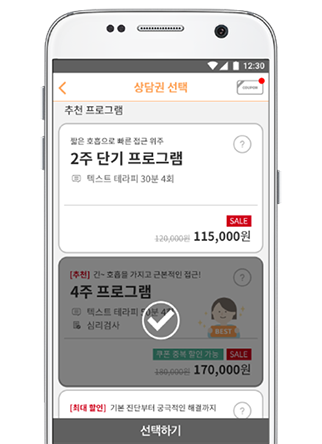 12:30
상담권 선택
COUPON
추천 프로그램
짧은 호흡으로 빠른 접근 위주
?
2주 단기 프로그램
텍스트 테라피 30분 4회
SALE
120,000원 115,000원
[추천] 긴~ 호흡을 가지고 근본적인 접근!
?
4주 프로그램
텍스트 테라피 50분 4회
심리검사
BEST
쿠폰 중복 할인 가능 SALE
180,000원 170,000원
[최대 할인] 기본 진단부터 궁극적인 해결까지
?
선택하기